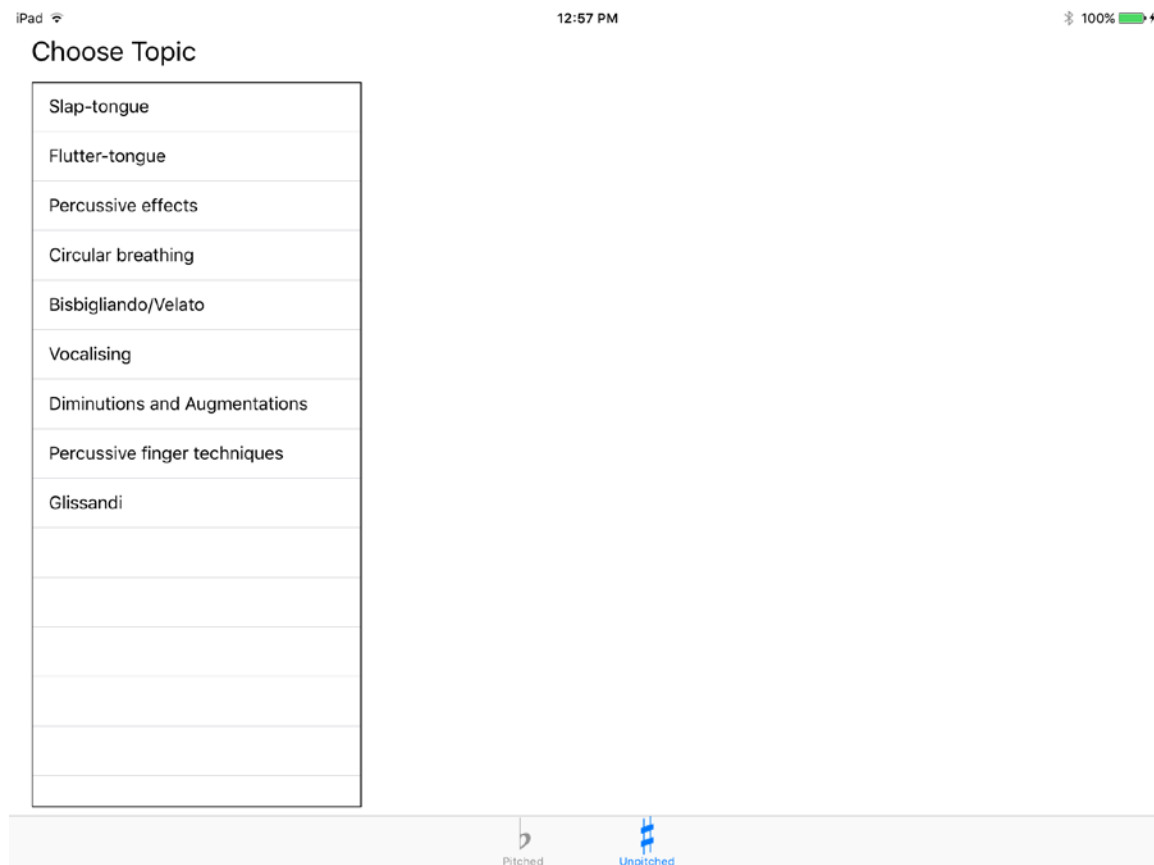 iPad 12:57 PM 100%
Choose Topic
Slap-tongue
Flutter-tongue
Percussive effects
Circular breathing
Bisbigliando/Velato
Vocalising
Diminutions and Augmentations
Percussive finger techniques
Glissandi
Pitched Unpitched